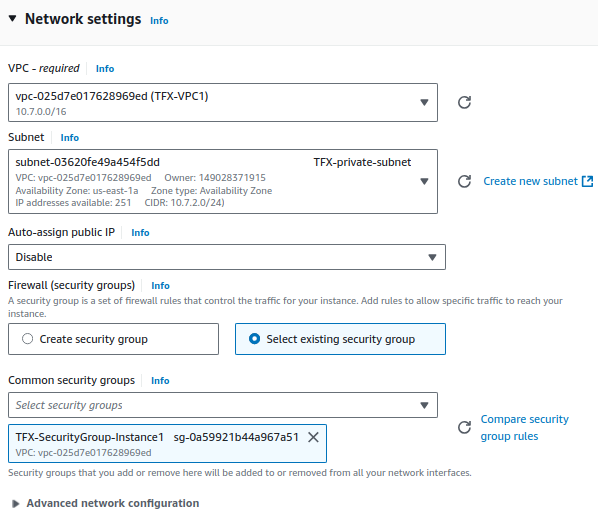 Network settings Info
VPC - required Info
vpc-025d7e017628969ed (TFX-VPC1)
10.7.0.0/16
Subnet Info
subnet-03620fe49a454f5dd TFX-private-subnet
VPC: vpc-025d7e017628969ed Owner: 149028371915
Availability Zone: us-east-1a Zone type: Availability Zone
IP addresses available: 251 CIDR: 10.7.2.0/24)
Create new subnet
Auto-assign public IP Info
Disable
Firewall (security groups) Info
A security group is a set of firewall rules that control the traffic for your instance. Add rules to allow specific traffic to reach your
instance.
Create security group
Select existing security group
Common security groups Info
Select security groups
TFX-SecurityGroup-Instance1 sg-0a59921b44a967a51
VPC: vpc-025d7e017628969ed
Compare security
group rules
Security groups that you add or remove here will be added to or removed from all your network interfaces.
Advanced network configuration